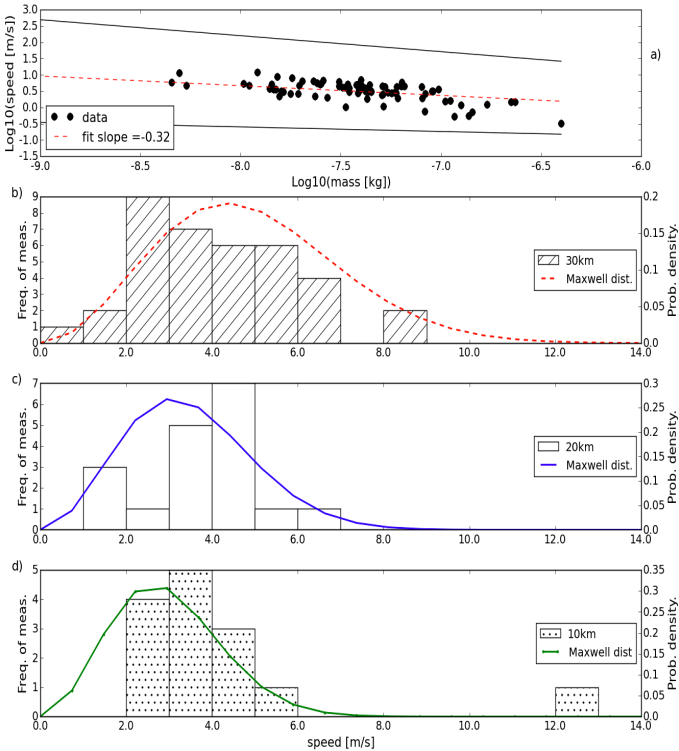 3.0
2.5
2.0
1.5
1.0
0.5
0.0
-0.5
-1.0
-1.5
Log10(speed [m/s])
a)
data
fit slope =-0.32
-9.0 -8.5 -8.0 -7.5 -7.0 -6.5 -6.0
Log10(mass [kg])
b)
9
8
7
6
5
4
3
2
1
0
Freq. of meas.
0.2
0.15
0.1
0.05
0.0
Prob. density.
30km
Maxwell dist.
0.0 2.0 4.0 6.0 8.0 10.0 12.0 14.0
c)
7
6
5
4
3
2
1
0
Freq. of meas.
0.3
0.25
0.2
0.15
0.1
0.05
0.0
Prob. density.
20km
Maxwell dist.
0.0 2.0 4.0 6.0 8.0 10.0 12.0 14.0
d)
5
4
3
2
1
0
Freq. of meas.
0.35
0.3
0.25
0.2
0.15
0.1
0.05
0.0
Prob. density.
10km
Maxwell dist
0.0 2.0 4.0 6.0 8.0 10.0 12.0 14.0
speed [m/s]